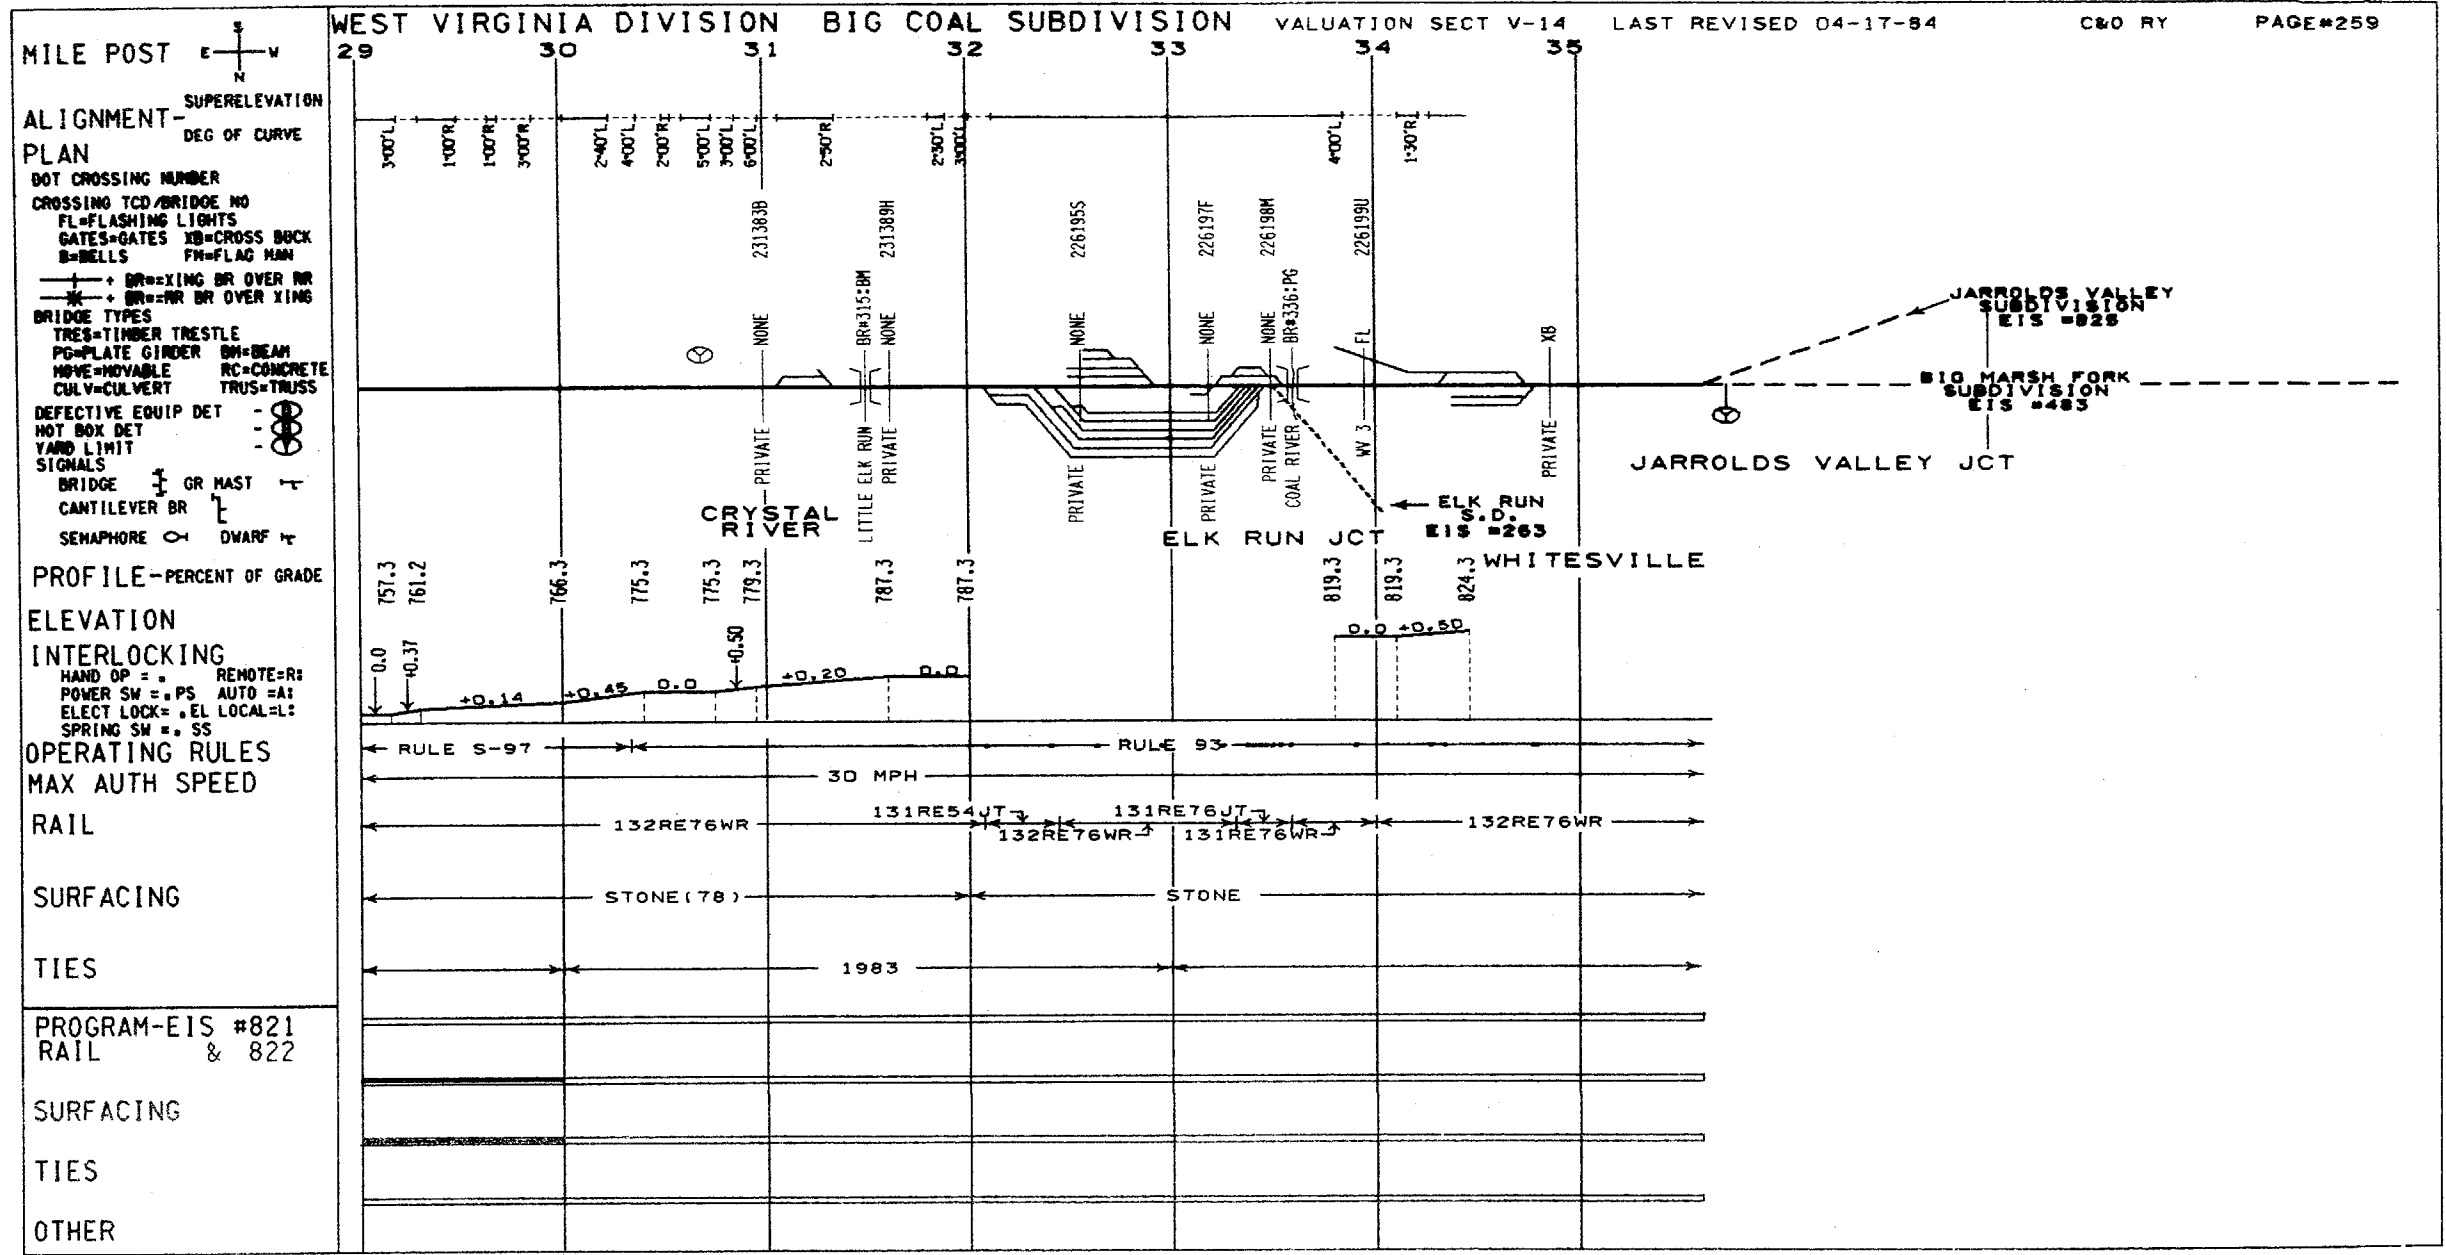 WEST VIRGINIA DIVISION BIG COAL SUBDIVISION VALUATION SECT V-14 LAST REVISED 04-17-84 C&O RY PAGE#259
MILE POST S E W N 29 30 31 32 33 34 35
ALIGNMENT- SUPERELEVATION
DEG OF CURVE
3°00'L 1°00'R 1°00'R 3°00'R 2°40'L 4°00'L 2°00'R 5°00'L 3°00'L 6°00'L 2°50'R 2°30'L 3°00'L 4°00'L 1°30'R
PLAN
DOT CROSSING NUMBER
231383B 231389H 226195S 226197F 226198M 226199U
CROSSING TCD/BRIDGE NO
FL=FLASHING LIGHTS
GATES=GATES XB=CROSS BUCK
B=BELLS FM=FLAG MAN
+ BR==XING BR OVER RR
+ BR==RR BR OVER XING
BRIDGE TYPES
TRES=TIMBER TRESTLE
PG=PLATE GIRDER BM=BEAM
MOVE=MOVABLE RC=CONCRETE
CULV=CULVERT TRUS=TRUSS
NONE BR#315:BM NONE NONE NONE NONE BR#336:PG FL XB
JARROLDS VALLEY
SUBDIVISION
EIS #825
BIG MARSH FORK
SUBDIVISION
EIS #483
JARROLDS VALLEY JCT
DEFECTIVE EQUIP DET -
HOT BOX DET -
YARD LIMIT -
SIGNALS
BRIDGE GR MAST
CANTILEVER BR
SEMAPHORE DWARF
PRIVATE LITTLE ELK RUN PRIVATE PRIVATE PRIVATE PRIVATE COAL RIVER WV 3 PRIVATE
CRYSTAL
RIVER
ELK RUN
S.D.
EIS #263
ELK RUN JCT
WHITESVILLE
PROFILE-PERCENT OF GRADE
757.3 761.2 766.3 775.3 775.3 779.3 787.3 787.3 819.3 819.3 824.3
ELEVATION
0.0 +0.37 +0.14 +0.45 0.0 +0.50 +0.20 0.0 0.0 +0.50
INTERLOCKING
HAND OP = . REMOTE=R:
POWER SW =.PS AUTO =A:
ELECT LOCK= .EL LOCAL=L:
SPRING SW =. SS
OPERATING RULES RULE S-97 RULE 93
MAX AUTH SPEED 30 MPH
RAIL 132RE76WR 131RE54JT 132RE76WR 131RE76JT 131RE76WR 132RE76WR
SURFACING STONE(78) STONE
TIES 1983
PROGRAM-EIS #821
RAIL & 822
SURFACING
TIES
OTHER